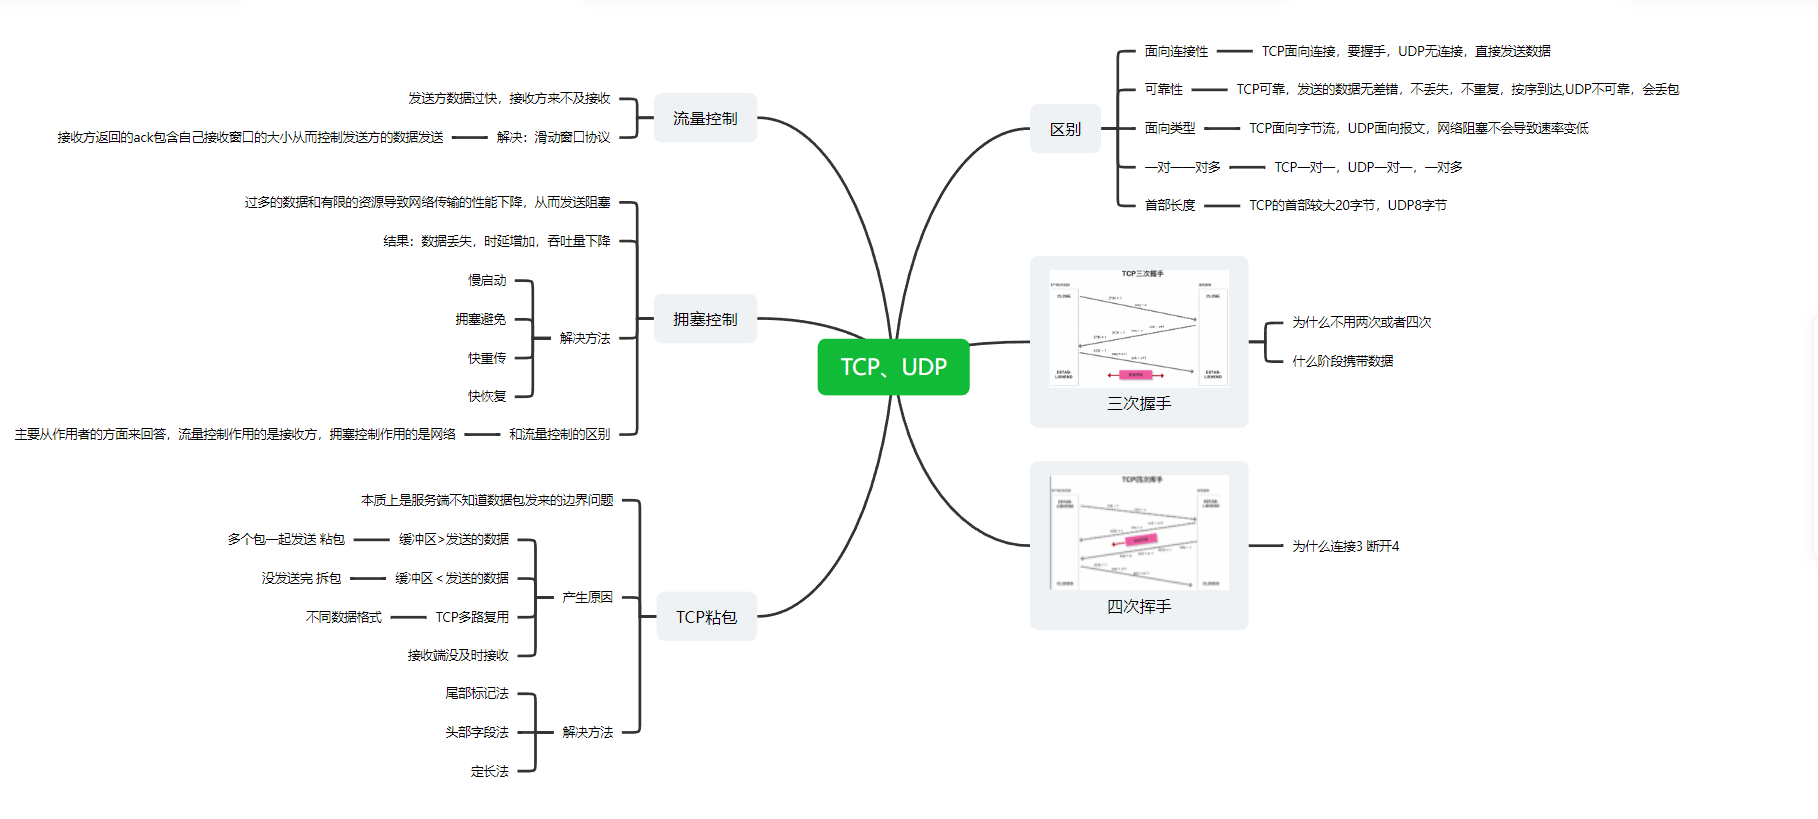 TCP、UDP
区别
面向连接性
TCP面向连接，要握手，UDP无连接，直接发送数据
可靠性
TCP可靠，发送的数据无差错，不丢失，不重复，按序到达,UDP不可靠，会丢包
面向类型
TCP面向字节流，UDP面向报文，网络阻塞不会导致速率变低
一对一一对多
TCP一对一，UDP一对一，一对多
首部长度
TCP的首部较大20字节，UDP8字节
TCP三次握手
CLOSE
CLOSE
ESTAB-
LISHEND
ESTAB-
LISHEND
三次握手
为什么不用两次或者四次
什么阶段携带数据
TCP四次挥手
ESTAB-
LISHEND
ESTAB-
LISHEND
CLOSED
CLOSED
四次挥手
为什么连接3 断开4
流量控制
发送方数据过快，接收方来不及接收
解决：滑动窗口协议
接收方返回的ack包含自己接收窗口的大小从而控制发送方的数据发送
拥塞控制
过多的数据和有限的资源导致网络传输的性能下降，从而发送阻塞
结果：数据丢失，时延增加，吞吐量下降
解决方法
慢启动
拥塞避免
快重传
快恢复
和流量控制的区别
主要从作用者的方面来回答，流量控制作用的是接收方，拥塞控制作用的是网络
TCP粘包
本质上是服务端不知道数据包发来的边界问题
产生原因
缓冲区>发送的数据
多个包一起发送 粘包
缓冲区 < 发送的数据
没发送完 拆包
TCP多路复用
不同数据格式
接收端没及时接收
解决方法
尾部标记法
头部字段法
定长法